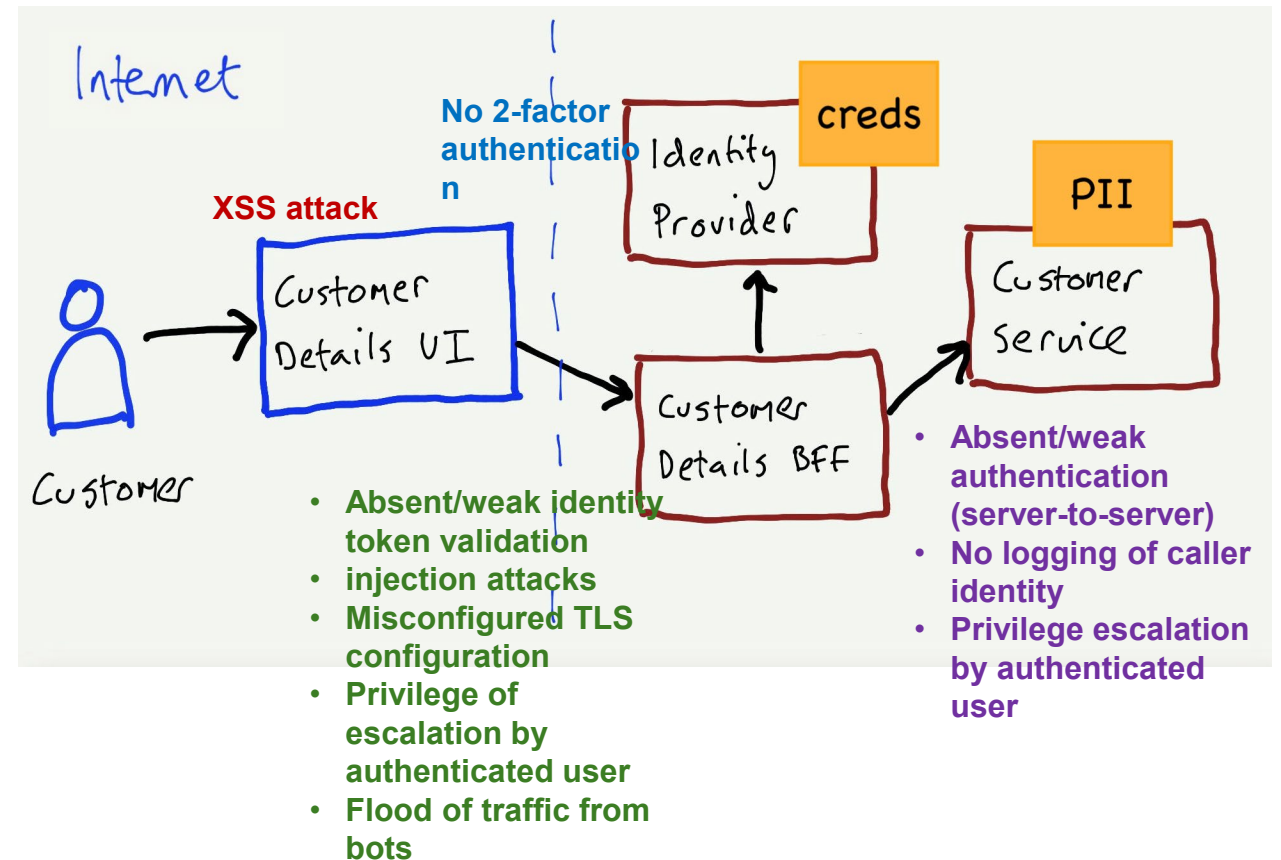 Internet
No 2-factor
authenticatio
n
XSS attack
creds
Identity
Provider
PII
Customer
Details UI
Customer
Service
Customer
Details BFF
Customer
• Absent/weak identity
token validation
• injection attacks
• Misconfigured TLS
configuration
• Privilege of
escalation by
authenticated user
• Flood of traffic from
bots
• Absent/weak
authentication
(server-to-server)
• No logging of caller
identity
• Privilege escalation
by authenticated
user